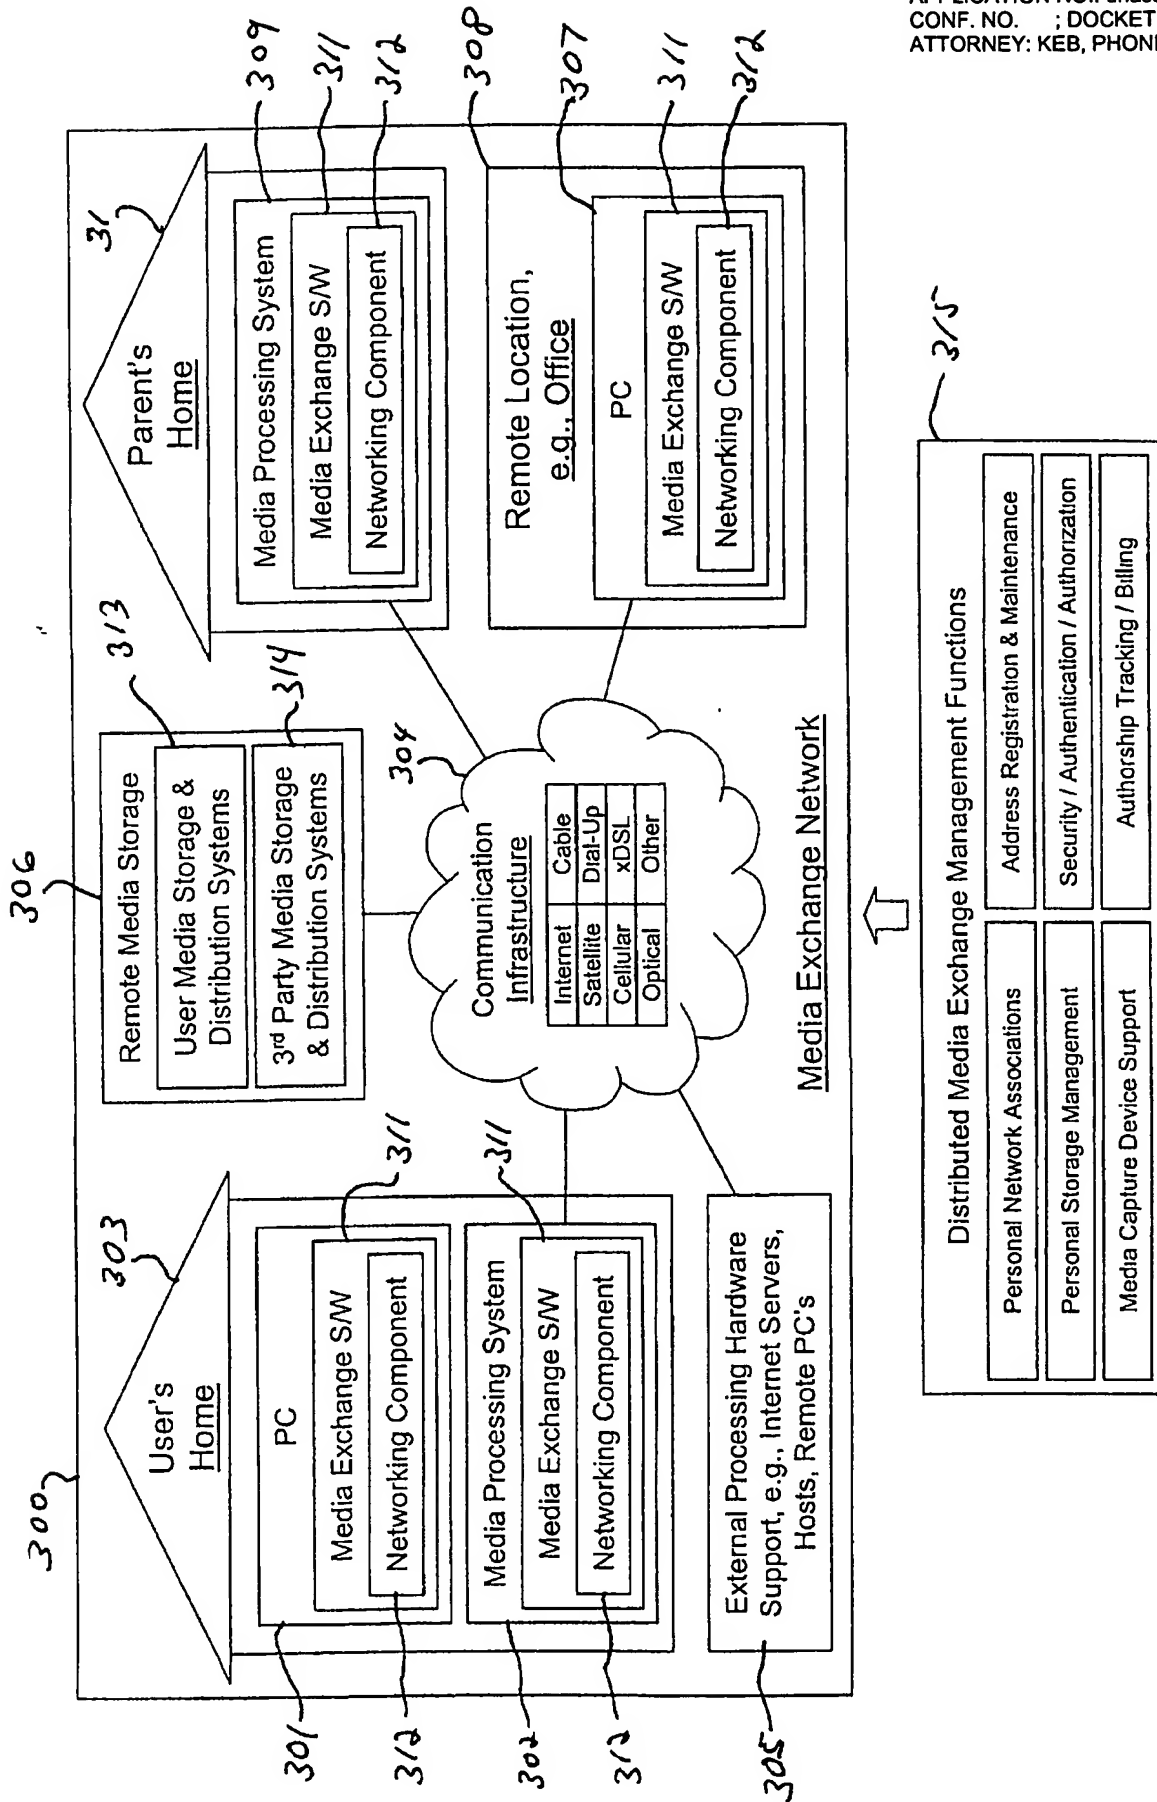 APPLICATION NO.:
CONF. NO. ; DOCKET
ATTORNEY: KEB, PHON
300
303
User's
Home
301
PC
311
Media Exchange S/W
312
Networking Component
302
Media Processing System
311
Media Exchange S/W
312
Networking Component
305
External Processing Hardware
Support, e.g., Internet Servers,
Hosts, Remote PC's
306
Remote Media Storage
313
User Media Storage &
Distribution Systems
314
3rd Party Media Storage
& Distribution Systems
304
Communication
Infrastructure
Internet Cable
Satellite Dial-Up
Cellular xDSL
Optical Other
Media Exchange Network
31
Parent's
Home
309
Media Processing System
311
Media Exchange S/W
312
Networking Component
308
Remote Location,
e.g., Office
307
PC
311
Media Exchange S/W
312
Networking Component
315
Distributed Media Exchange Management Functions
Personal Network Associations
Address Registration & Maintenance
Personal Storage Management
Security / Authentication / Authorization
Media Capture Device Support
Authorship Tracking / Billing